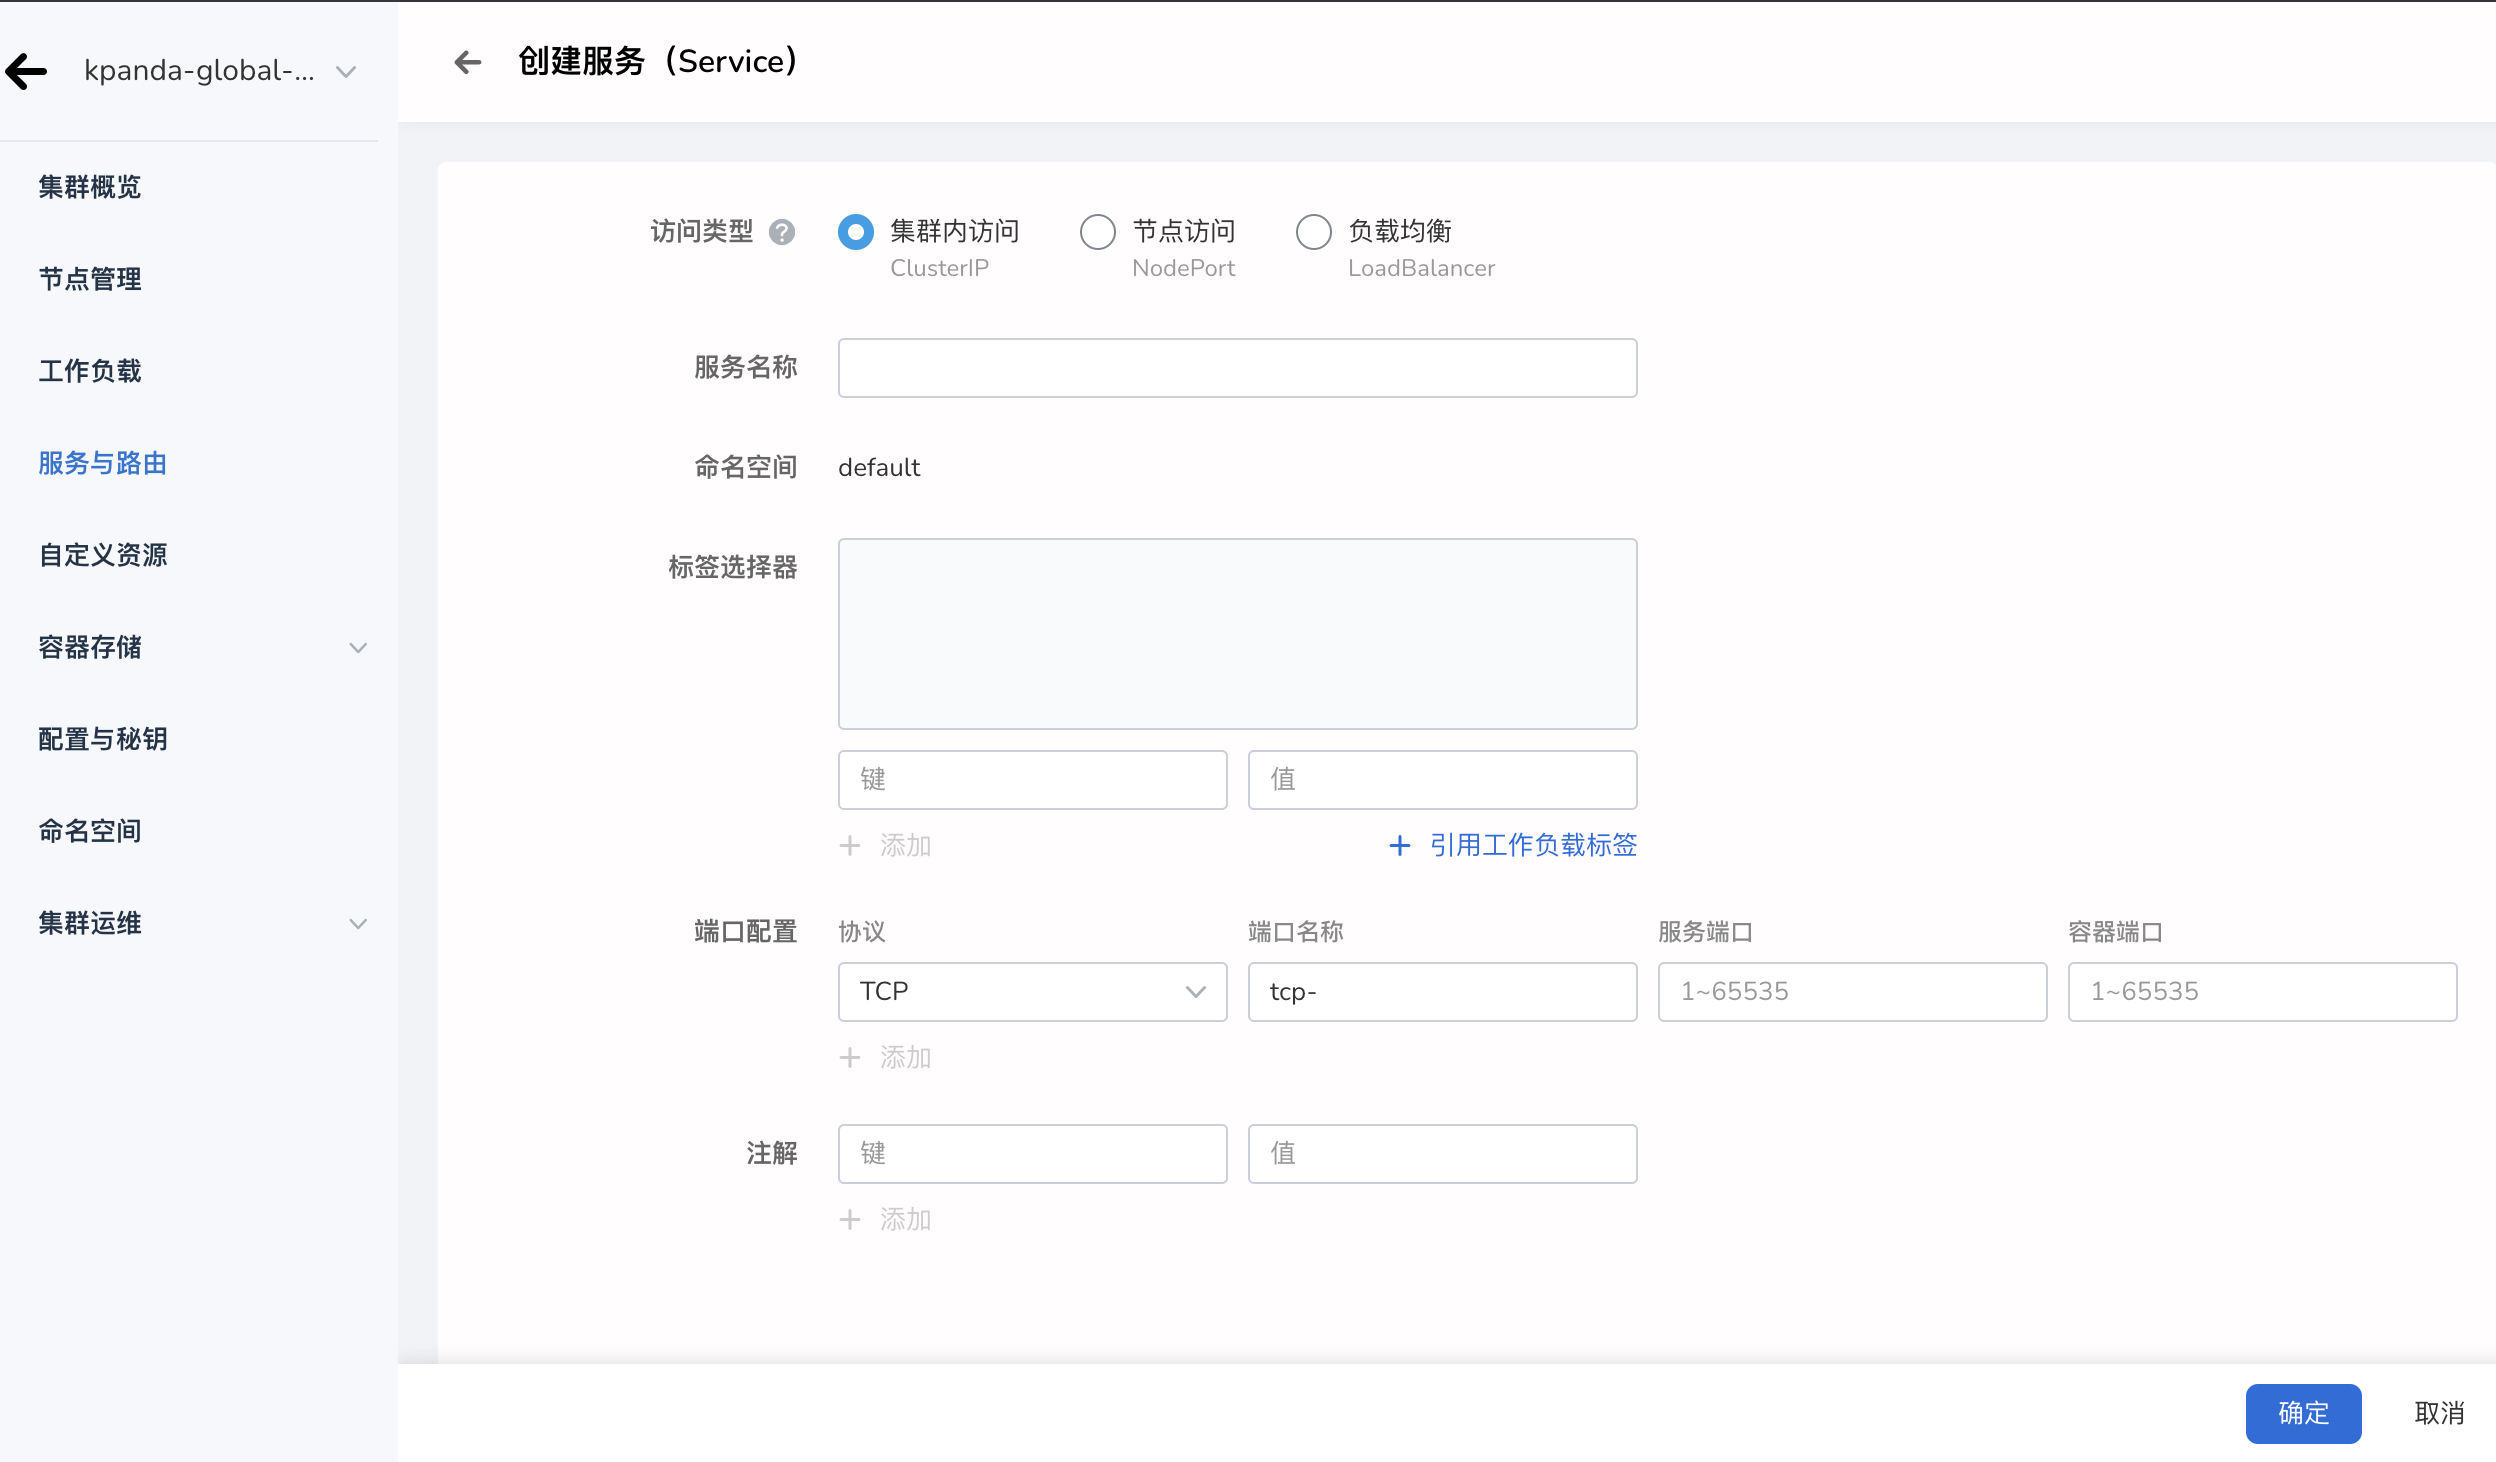 kpanda-global-...
集群概览
节点管理
工作负载
服务与路由
自定义资源
容器存储
配置与秘钥
命名空间
集群运维
创建服务（Service）
访问类型 ?
集群内访问
ClusterIP
节点访问
NodePort
负载均衡
LoadBalancer
服务名称
命名空间 default
标签选择器
键 值
+ 添加 + 引用工作负载标签
端口配置 协议 端口名称 服务端口 容器端口
TCP tcp- 1~65535 1~65535
+ 添加
注解 键 值
+ 添加
确定 取消